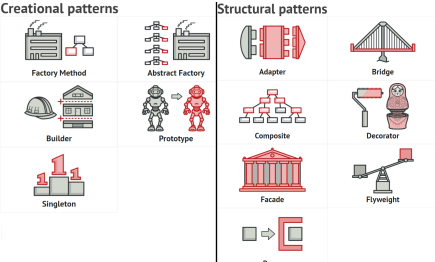 Creational patterns
Structural patterns
Factory Method
Abstract Factory
Adapter
Bridge
Builder
Prototype
Composite
Decorator
Singleton
Facade
Flyweight